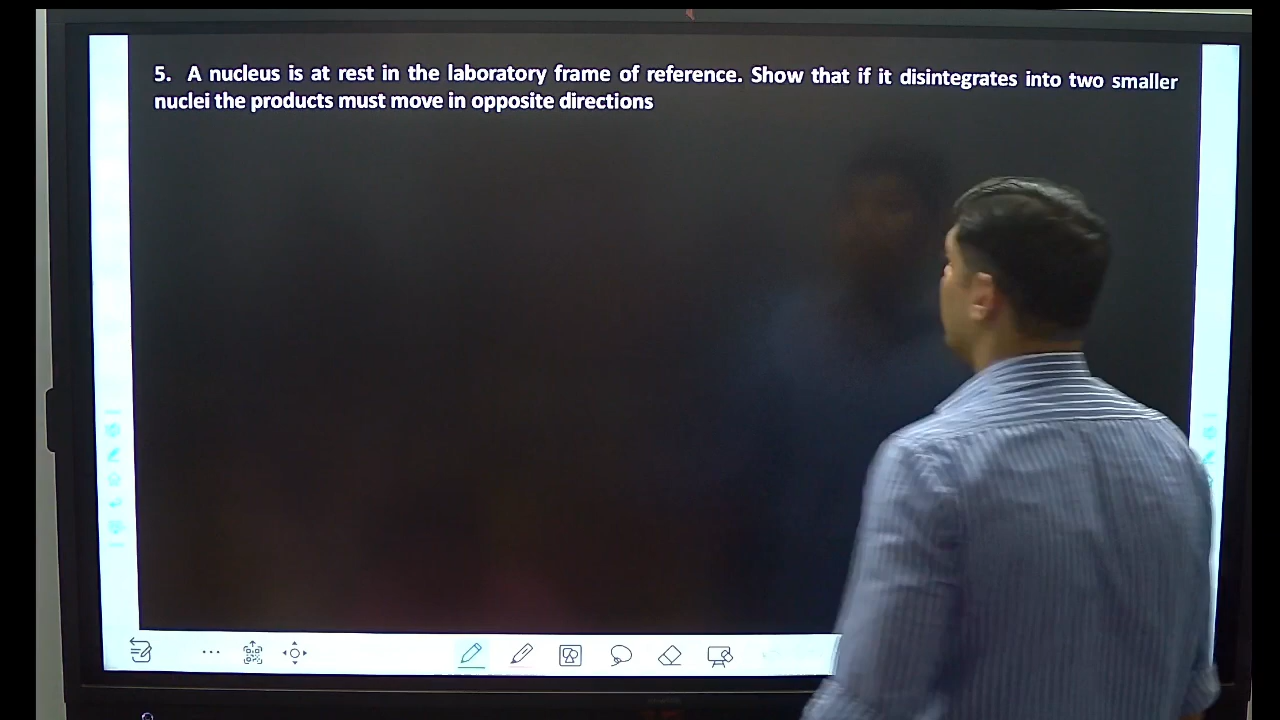 5. A nucleus is at rest in the laboratory frame of reference. Show that if it disintegrates into two smaller
nuclei the products must move in opposite directions